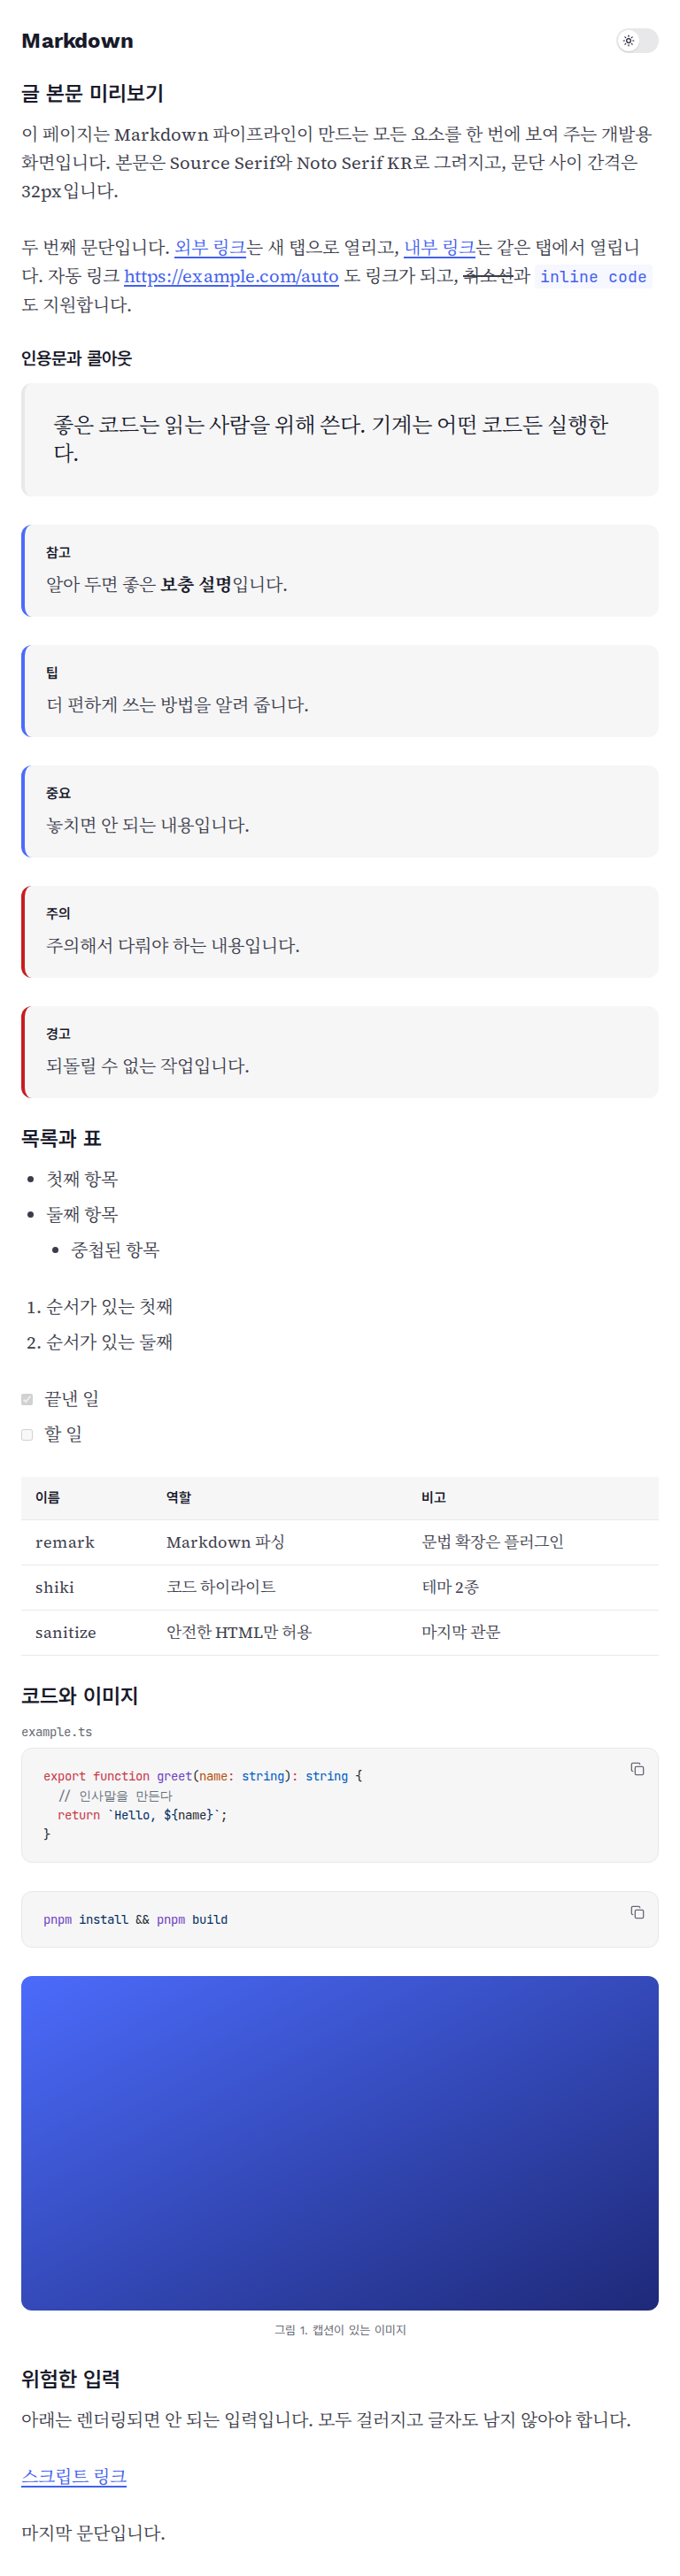 Markdown
글 본문 미리보기
이 페이지는 Markdown 파이프라인이 만드는 모든 요소를 한 번에 보여 주는 개발용
화면입니다. 본문은 Source Serif와 Noto Serif KR로 그려지고, 문단 사이 간격은
32px입니다.
두 번째 문단입니다. 외부 링크는 새 탭으로 열리고, 내부 링크는 같은 탭에서 열립니
다. 자동 링크 https://example.com/auto 도 링크가 되고, 취소선과 inline code
도 지원합니다.
인용문과 콜아웃
좋은 코드는 읽는 사람을 위해 쓴다. 기계는 어떤 코드든 실행한
다.
참고
알아 두면 좋은 보충 설명입니다.
팁
더 편하게 쓰는 방법을 알려 줍니다.
중요
놓치면 안 되는 내용입니다.
주의
주의해서 다뤄야 하는 내용입니다.
경고
되돌릴 수 없는 작업입니다.
목록과 표
• 첫째 항목
• 둘째 항목
• 중첩된 항목
1. 순서가 있는 첫째
2. 순서가 있는 둘째
끝낸 일
할 일
이름 역할 비고
remark Markdown 파싱 문법 확장은 플러그인
shiki 코드 하이라이트 테마 2종
sanitize 안전한 HTML만 허용 마지막 관문
코드와 이미지
example.ts
export function greet(name: string): string {
  // 인사말을 만든다
  return `Hello, ${name}`;
}
pnpm install && pnpm build
그림 1. 캡션이 있는 이미지
위험한 입력
아래는 렌더링되면 안 되는 입력입니다. 모두 걸러지고 글자도 남지 않아야 합니다.
스크립트 링크
마지막 문단입니다.